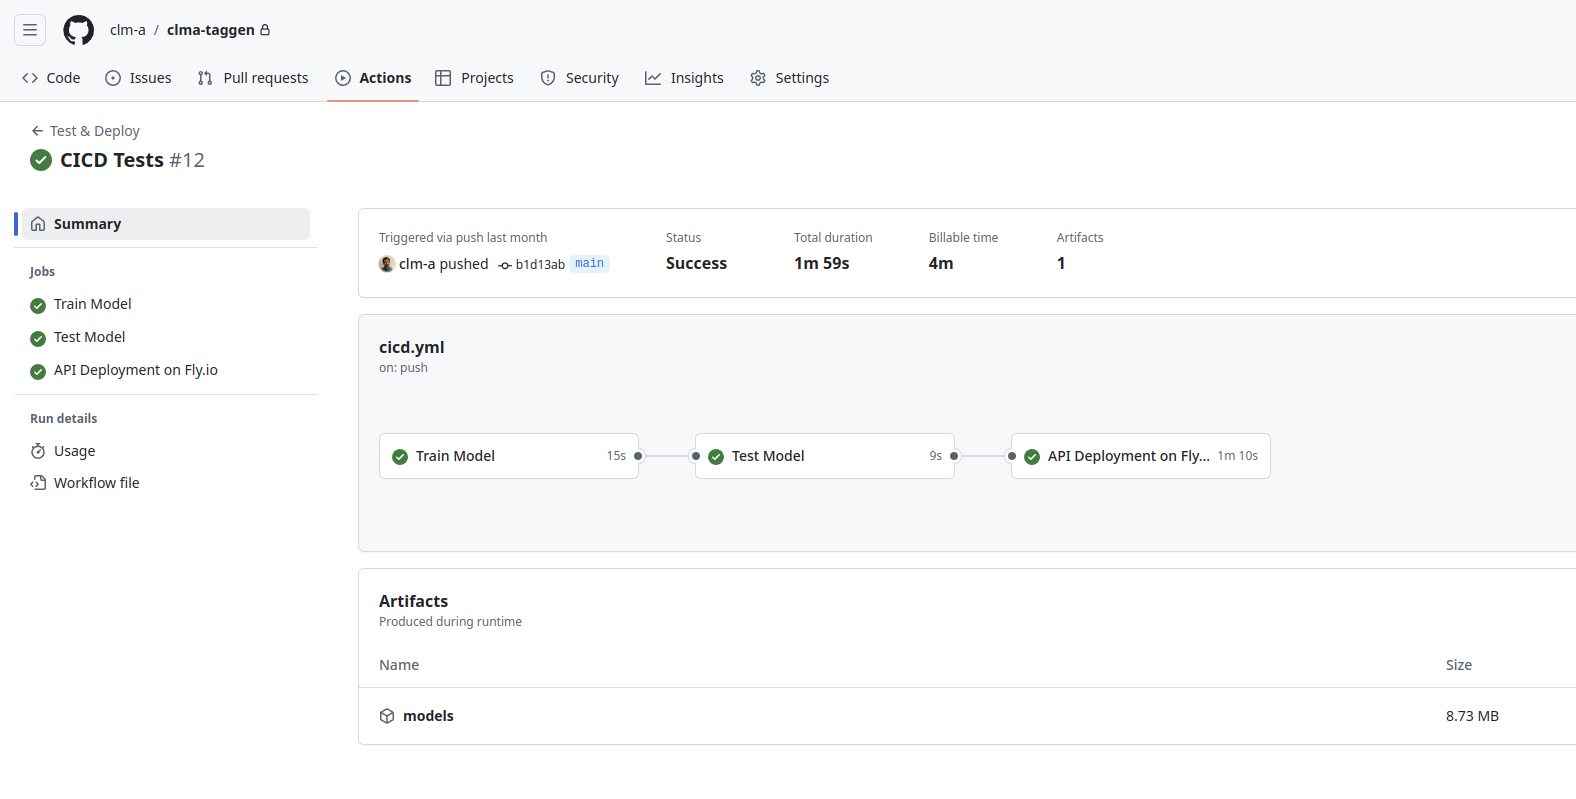 clm-a / clma-taggen
Code Issues Pull requests Actions Projects Security Insights Settings
Test & Deploy
CICD Tests #12
Summary
Jobs
Train Model
Test Model
API Deployment on Fly.io
Run details
Usage
Workflow file
Triggered via push last month
clm-a pushed b1d13ab main
Status
Success
Total duration
1m 59s
Billable time
4m
Artifacts
1
cicd.yml
on: push
Train Model 15s
Test Model 9s
API Deployment on Fly... 1m 10s
Artifacts
Produced during runtime
Name Size
models 8.73 MB